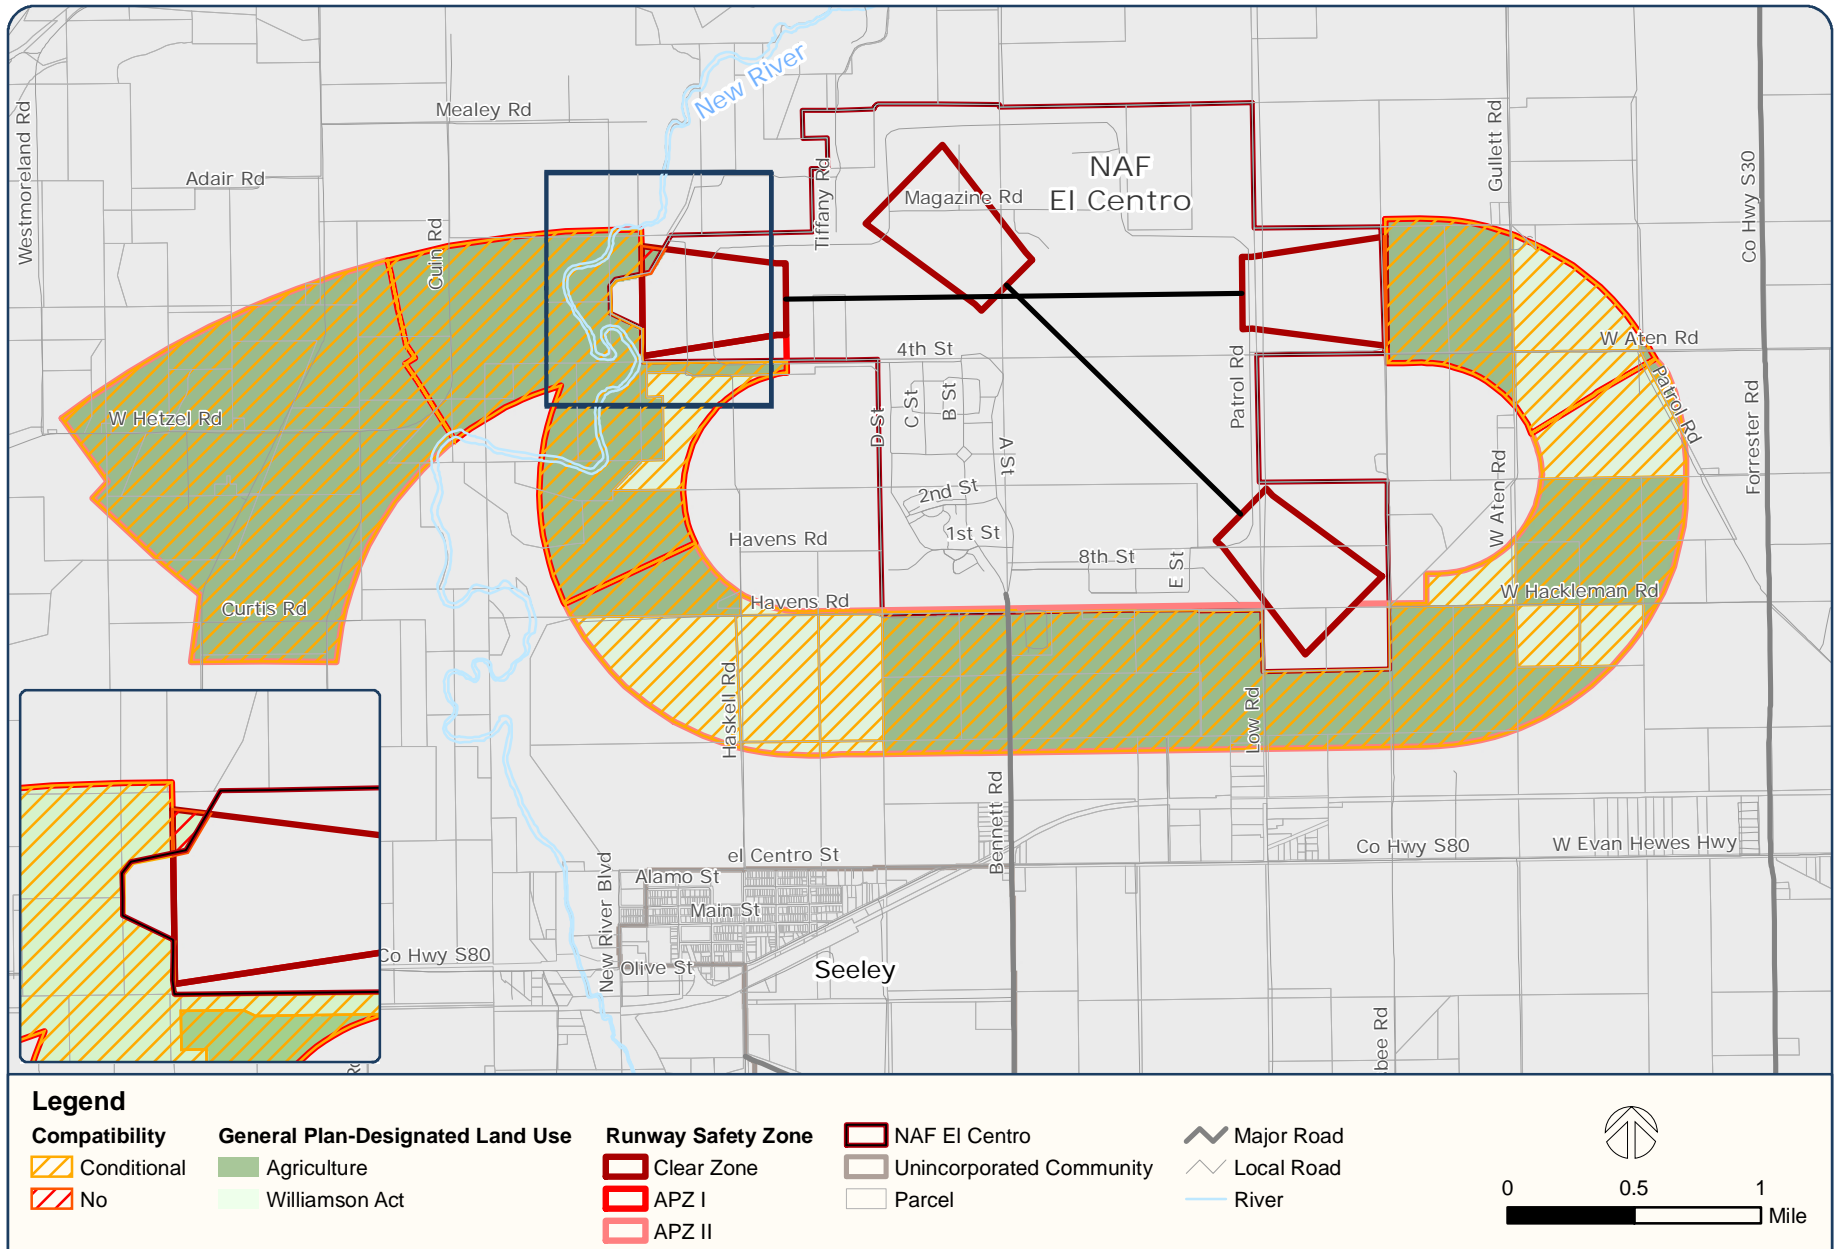 New River
Mealey Rd
Westmoreland Rd
Adair Rd
Cuin Rd
Tiffany Rd
Magazine Rd
NAF
El Centro
Gullett Rd
Co Hwy S30
W Hetzel Rd
4th St
D St
C St
B St
A St
Patrol Rd
W Aten Rd
Patrol Rd
Forrester Rd
W Aten Rd
2nd St
1st St
Havens Rd
8th St
E St
Curtis Rd
Havens Rd
W Hackleman Rd
Haskell Rd
Low Rd
Bennett Rd
el Centro St
Alamo St
Main St
New River Blvd
Olive St
Co Hwy S80
Seeley
Co Hwy S80
W Evan Hewes Hwy
bee Rd
Legend
Compatibility
Conditional
No
General Plan-Designated Land Use
Agriculture
Williamson Act
Runway Safety Zone
Clear Zone
APZ I
APZ II
NAF El Centro
Unincorporated Community
Parcel
Major Road
Local Road
River
0 0.5 1
Mile